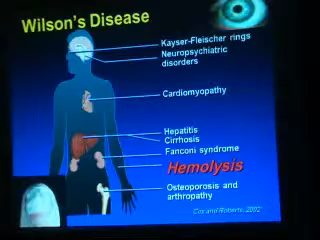 Wilson's Disease
Kayser-Fleischer rings
Neuropsychiatric
disorders
Cardiomyopathy
Hepatitis
Cirrhosis
Fanconi syndrome
Hemolysis
Osteoporosis and
arthropathy
Cox and Roberts, 2002